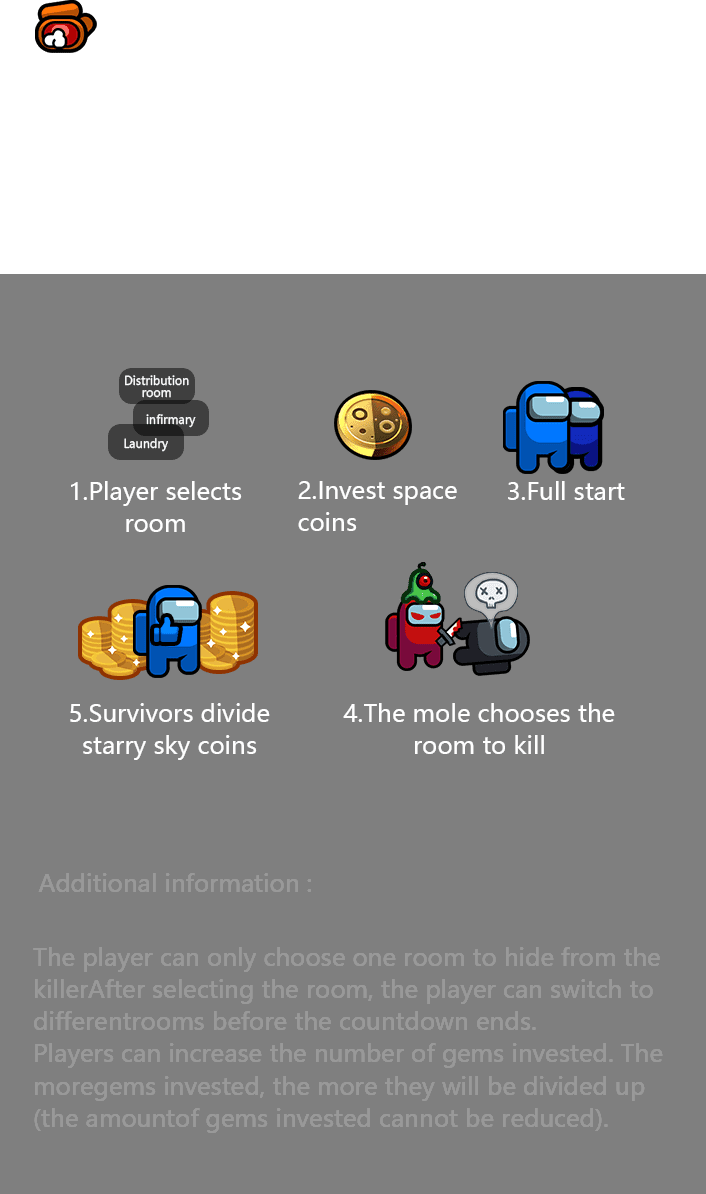 Distribution
room
infirmary
Laundry
1.Player selects
room
2.Invest space
coins
3.Full start
5.Survivors divide
starry sky coins
4.The mole chooses the
room to kill
Additional information :
The player can only choose one room to hide from the
killerAfter selecting the room, the player can switch to
differentrooms before the countdown ends.
Players can increase the number of gems invested. The
moregems invested, the more they will be divided up
(the amountof gems invested cannot be reduced).